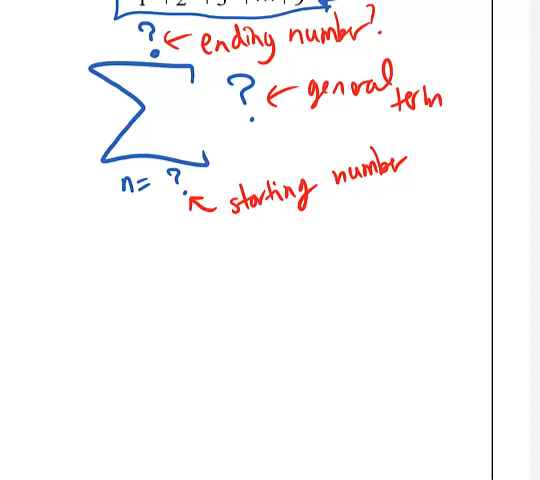 ? ← ending number?
Σ ? ← general term
n = ? ← starting number